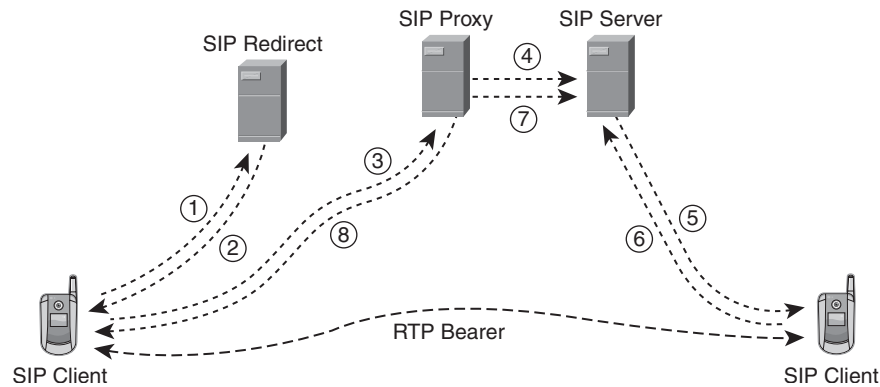 SIP Proxy
SIP Server
SIP Redirect
4
7
3
1
2
8
5
6
RTP Bearer
SIP Client
SIP Client